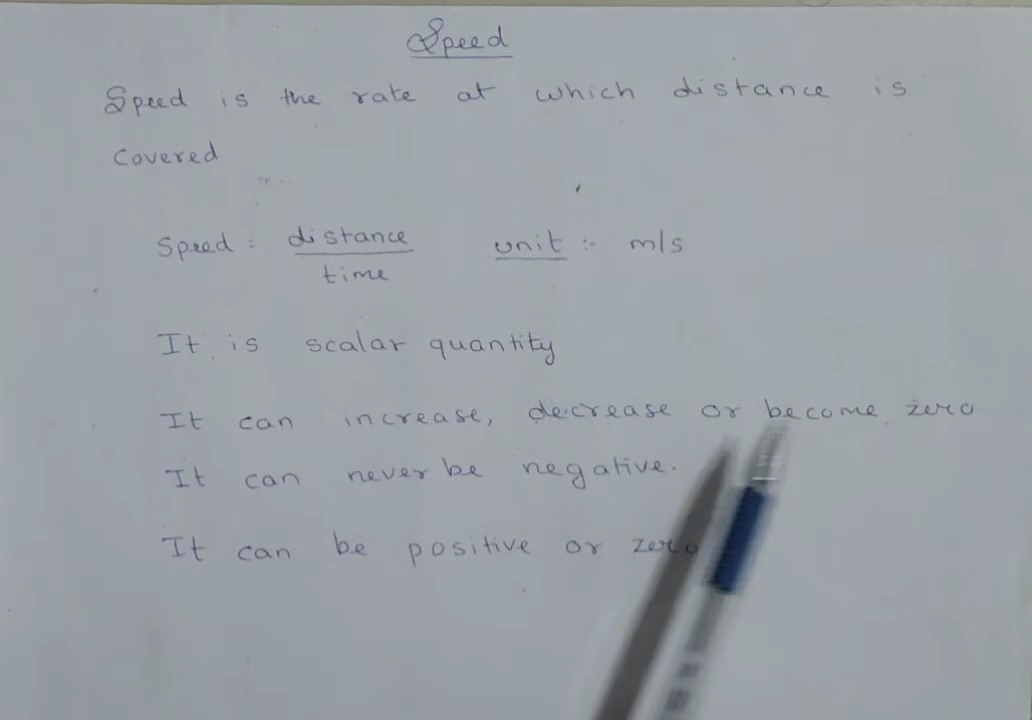 Speed
Speed is the rate at which distance is
covered
Speed = distance / time unit :- m/s
It is scalar quantity
It can increase, decrease or become zero
It can never be negative.
It can be positive or zero